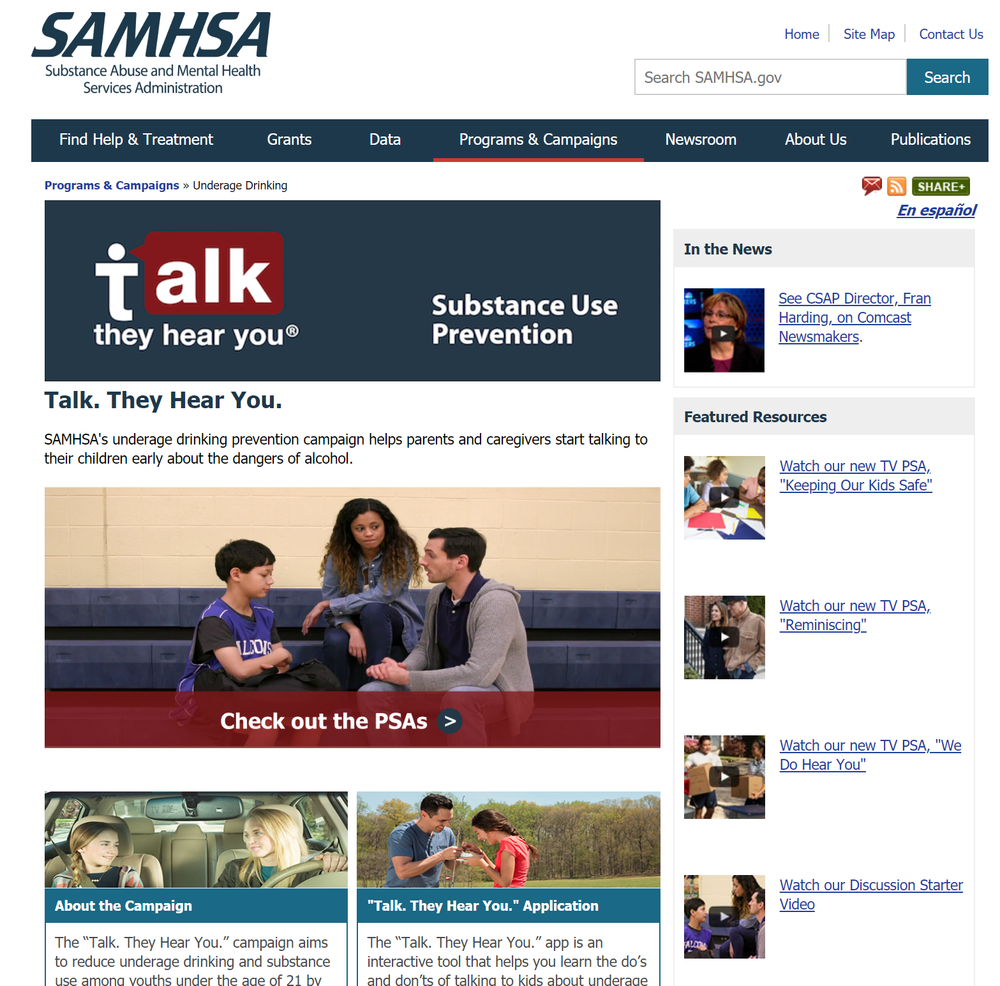 SAMHSA
Substance Abuse and Mental Health
Services Administration
Home
Site Map
Contact Us
Search SAMHSA.gov
Search
Find Help & Treatment
Grants
Data
Programs & Campaigns
Newsroom
About Us
Publications
Programs & Campaigns » Underage Drinking
SHARE+
En español
talk
they hear you®
Substance Use
Prevention
Talk. They Hear You.
SAMHSA's underage drinking prevention campaign helps parents and caregivers start talking to
their children early about the dangers of alcohol.
Check out the PSAs >
About the Campaign
The “Talk. They Hear You.” campaign aims
to reduce underage drinking and substance
use among youths under the age of 21 by
"Talk. They Hear You." Application
The “Talk. They Hear You.” app is an
interactive tool that helps you learn the do’s
and don’ts of talking to kids about underage
In the News
See CSAP Director, Fran
Harding, on Comcast
Newsmakers.
Featured Resources
Watch our new TV PSA,
"Keeping Our Kids Safe"
Watch our new TV PSA,
"Reminiscing"
Watch our new TV PSA, "We
Do Hear You"
Watch our Discussion Starter
Video